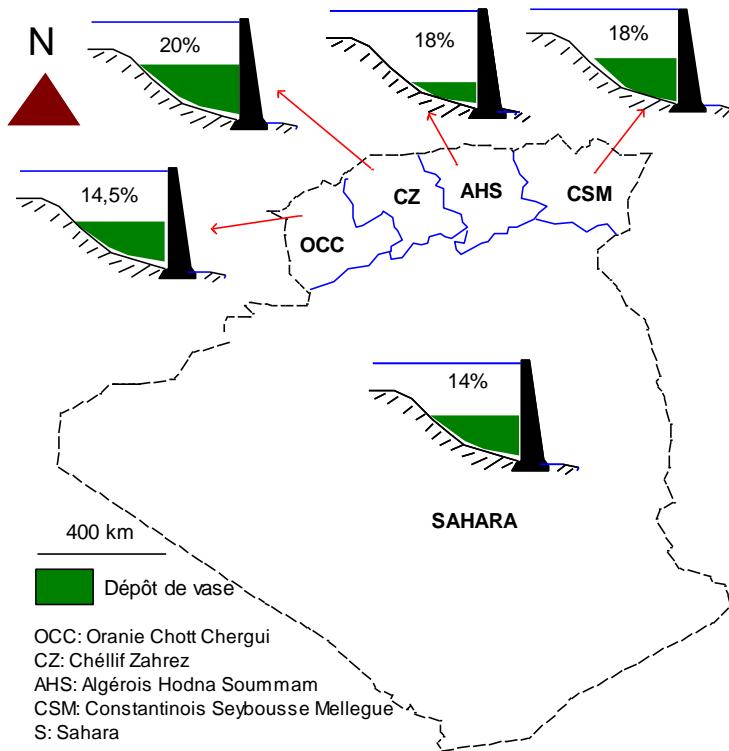 N
20%
18%
18%
14,5%
CZ
AHS
CSM
OCC
14%
SAHARA
400 km
Dépôt de vase
OCC: Oranie Chott Chergui
CZ: Chéllif Zahrez
AHS: Algérois Hodna Soummam
CSM: Constantinois Seybousse Mellegue
S: Sahara